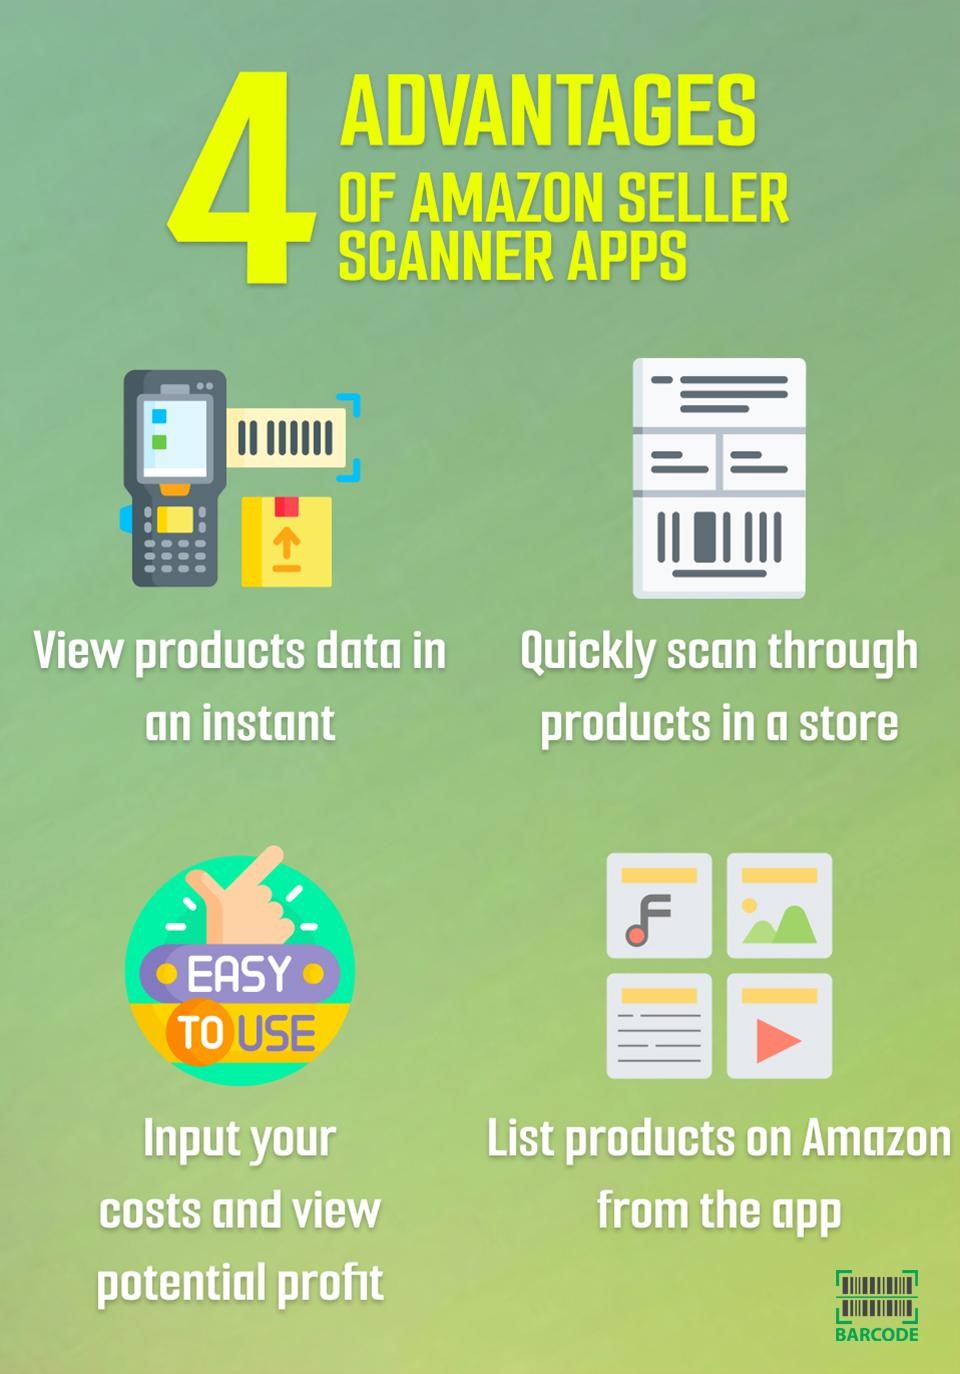 4 ADVANTAGES
OF AMAZON SELLER
SCANNER APPS
View products data in
an instant
Quickly scan through
products in a store
EASY
TO USE
Input your
costs and view
potential profit
List products on Amazon
from the app
BARCODE